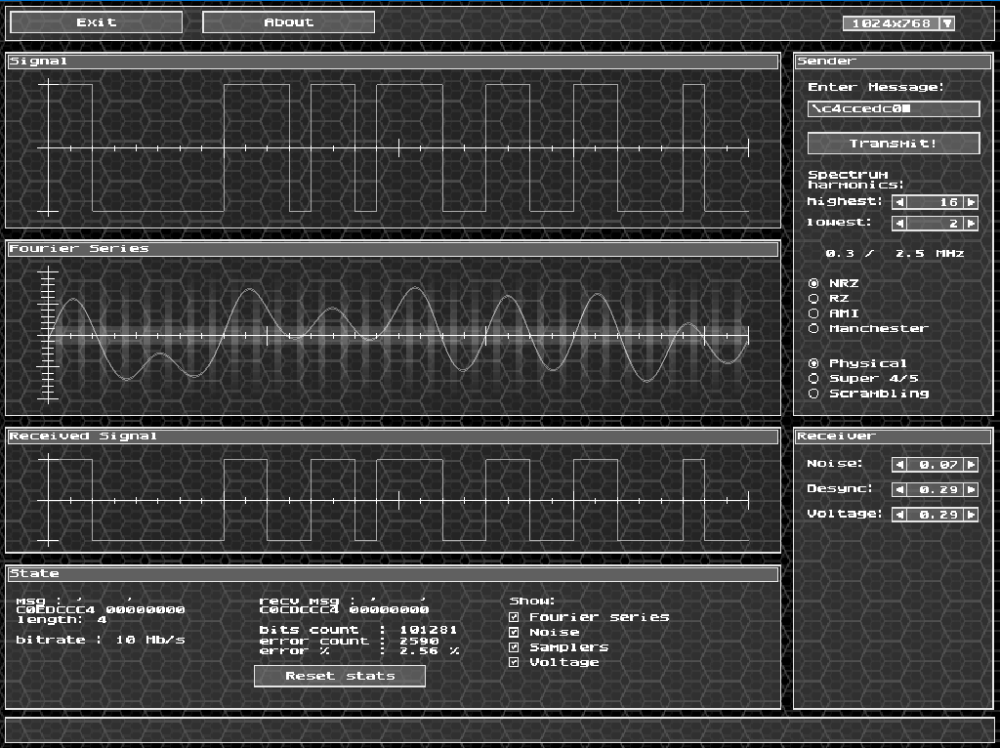 Exit
About
1024x768
Signal
Fourier Series
Received Signal
State
msg : ,     ,
C0EDCCC4 00000000
length: 4
bitrate : 10 Mb/s
recv msg : ,     ,
C0CDCCC4 00000000
bits count  : 101281
error count : 2590
error %     : 2.56 %
Reset stats
Show:
Fourier series
Noise
Samplers
Voltage
Sender
Enter Message:
\c4ccedc0
Transmit!
Spectrum
harmonics:
highest: 16
lowest: 2
0.3 /  2.5 MHz
NRZ
RZ
AMI
Manchester
Physical
Super 4/5
Scrambling
Receiver
Noise: 0.07
Desync: 0.29
Voltage: 0.29